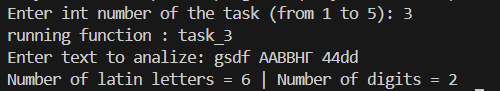 Enter int number of the task (from 1 to 5): 3
running function : task_3
Enter text to analize: gsdf ААВВНГ 44dd
Number of latin letters = 6 | Number of digits = 2